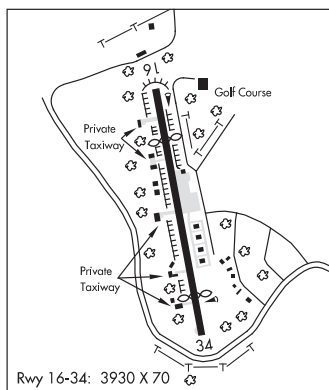 16
Golf Course
Private
Taxiway
Private
Taxiway
34
Rwy 16-34: 3930 X 70